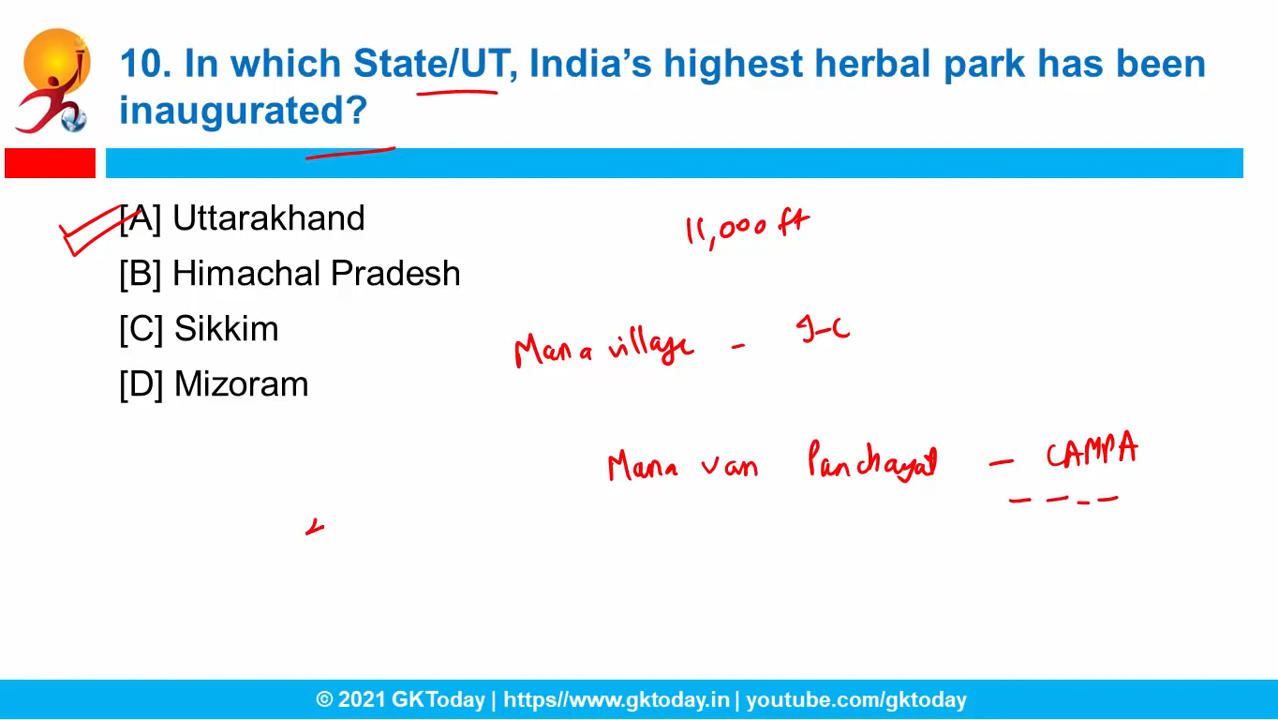 10. In which State/UT, India's highest herbal park has been
inaugurated?
[A] Uttarakhand
11,000 ft
[B] Himachal Pradesh
[C] Sikkim
Mana village - I-C
[D] Mizoram
Mana van Panchayat - CAMPA
© 2021 GKToday | https//www.gktoday.in | youtube.com/gktoday